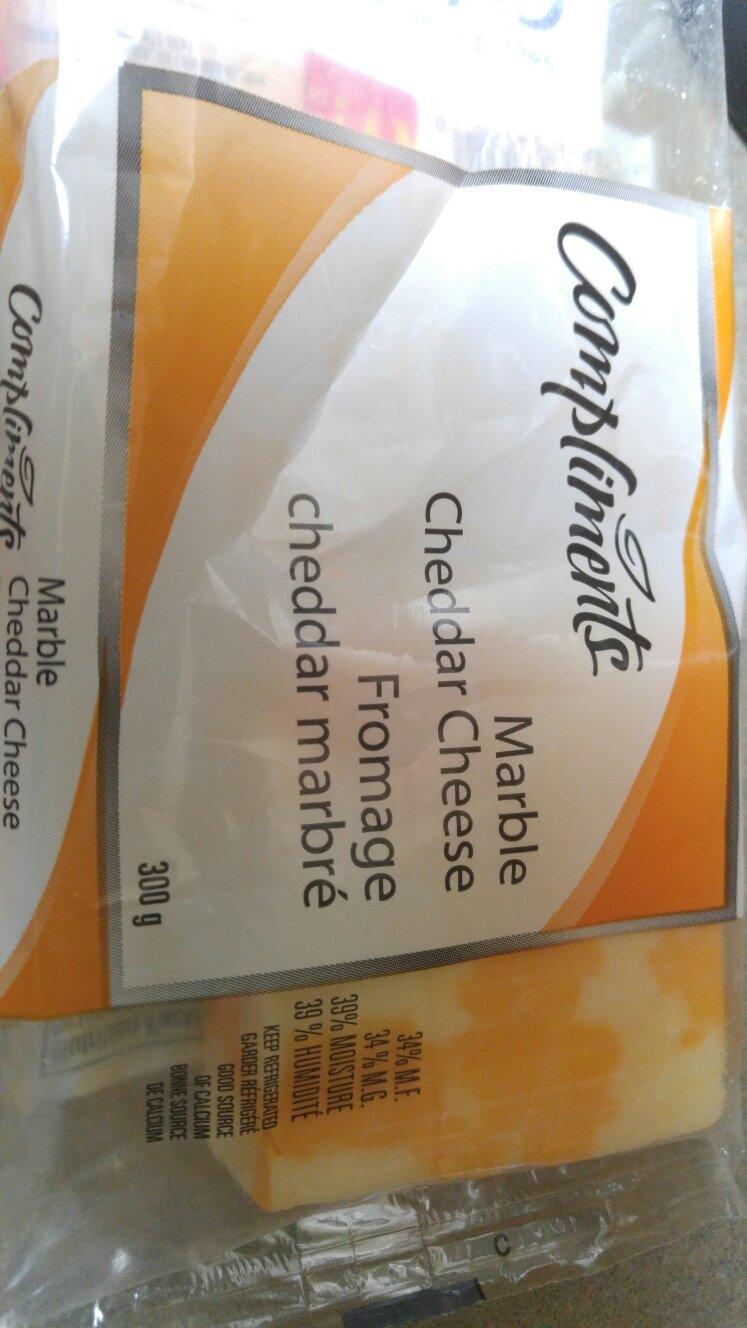 Compliments
Marble
Cheddar Cheese
Fromage
cheddar marbré
300 g
34% M.F.
34% M.G.
39% MOISTURE
39% HUMIDITÉ
KEEP REFRIGERATED
GARDER RÉFRIGÉRÉ
GOOD SOURCE
OF CALCIUM
BONNE SOURCE
DE CALCIUM
C
Compliments
Marble
Cheddar Cheese